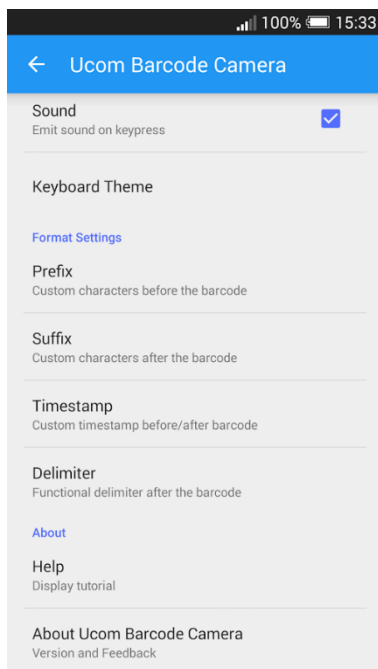 100% 15:33
Ucom Barcode Camera
Sound
Emit sound on keypress
Keyboard Theme
Format Settings
Prefix
Custom characters before the barcode
Suffix
Custom characters after the barcode
Timestamp
Custom timestamp before/after barcode
Delimiter
Functional delimiter after the barcode
About
Help
Display tutorial
About Ucom Barcode Camera
Version and Feedback